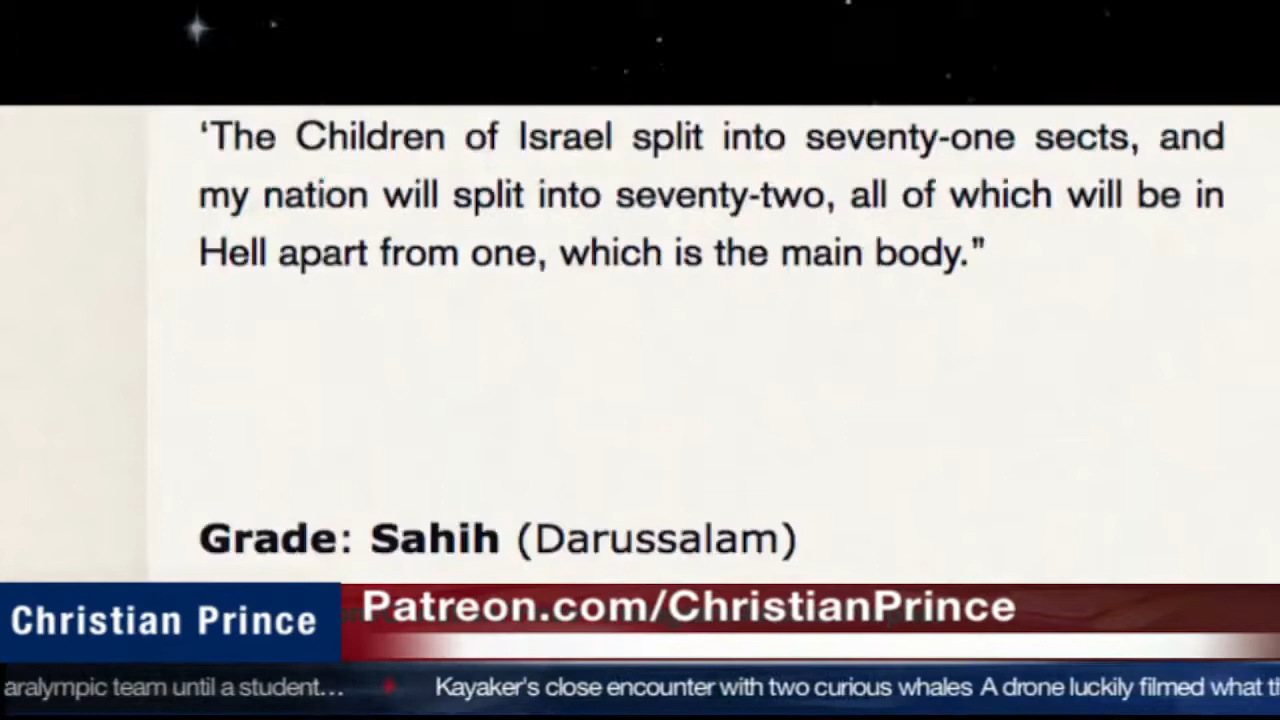 ‘The Children of Israel split into seventy-one sects, and
my nation will split into seventy-two, all of which will be in
Hell apart from one, which is the main body.”
Grade: Sahih (Darussalam)
Christian Prince
Patreon.com/ChristianPrince
aralympic team until a student... Kayaker's close encounter with two curious whales A drone luckily filmed what th